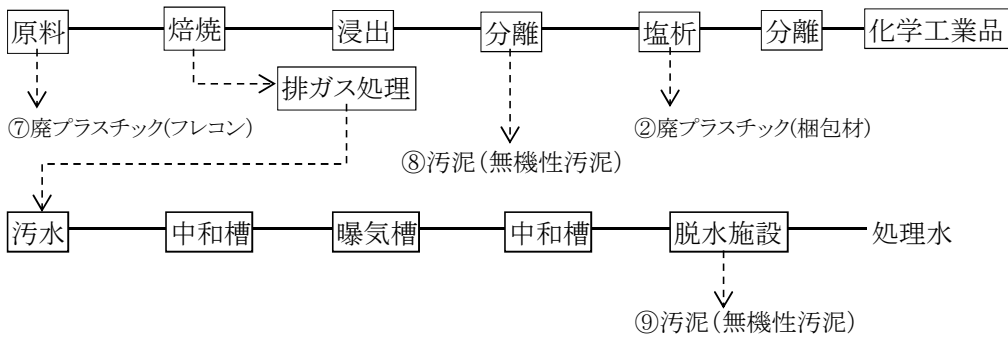 原料 焙焼 浸出 分離 塩析 分離 化学工業品
排ガス処理
⑦廃プラスチック(フレコン) ②廃プラスチック(梱包材)
⑧汚泥(無機性汚泥)
汚水 中和槽 曝気槽 中和槽 脱水施設 処理水
⑨汚泥(無機性汚泥)